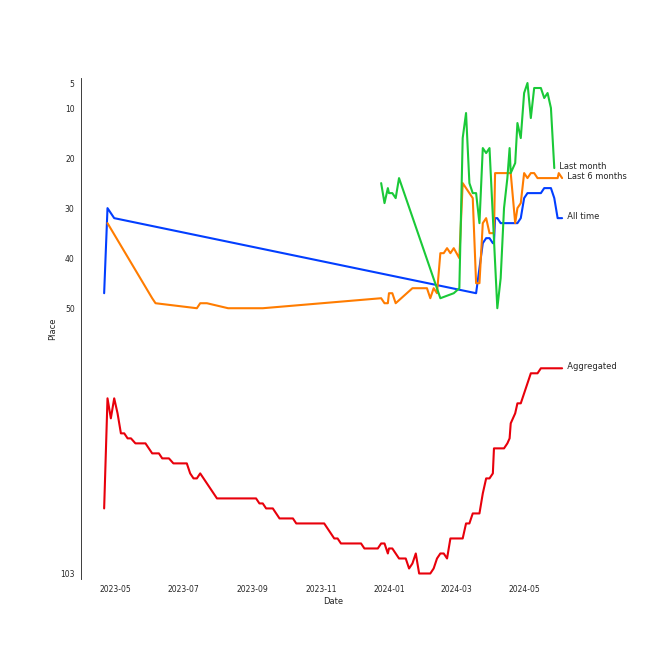 5
10
20
30
40
50
103
Place
Last month
Last 6 months
All time
Aggregated
2023-05 2023-07 2023-09 2023-11 2024-01 2024-03 2024-05
Date